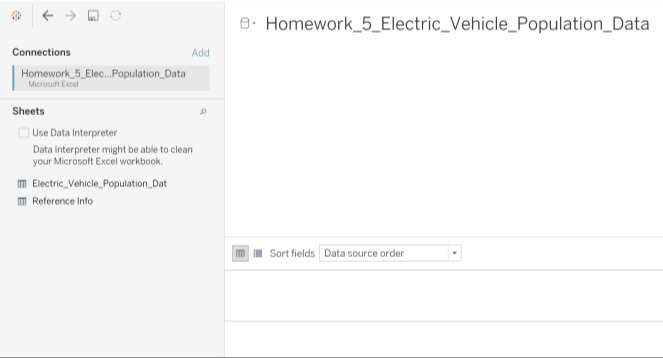 Homework_5_Electric_Vehicle_Population_Data
Connections
Add
Homework_5_Elec...Population_Data
Microsoft Excel
Sheets
Use Data Interpreter
Data Interpreter might be able to clean
your Microsoft Excel workbook.
Electric_Vehicle_Population_Dat
Reference Info
Sort fields
Data source order